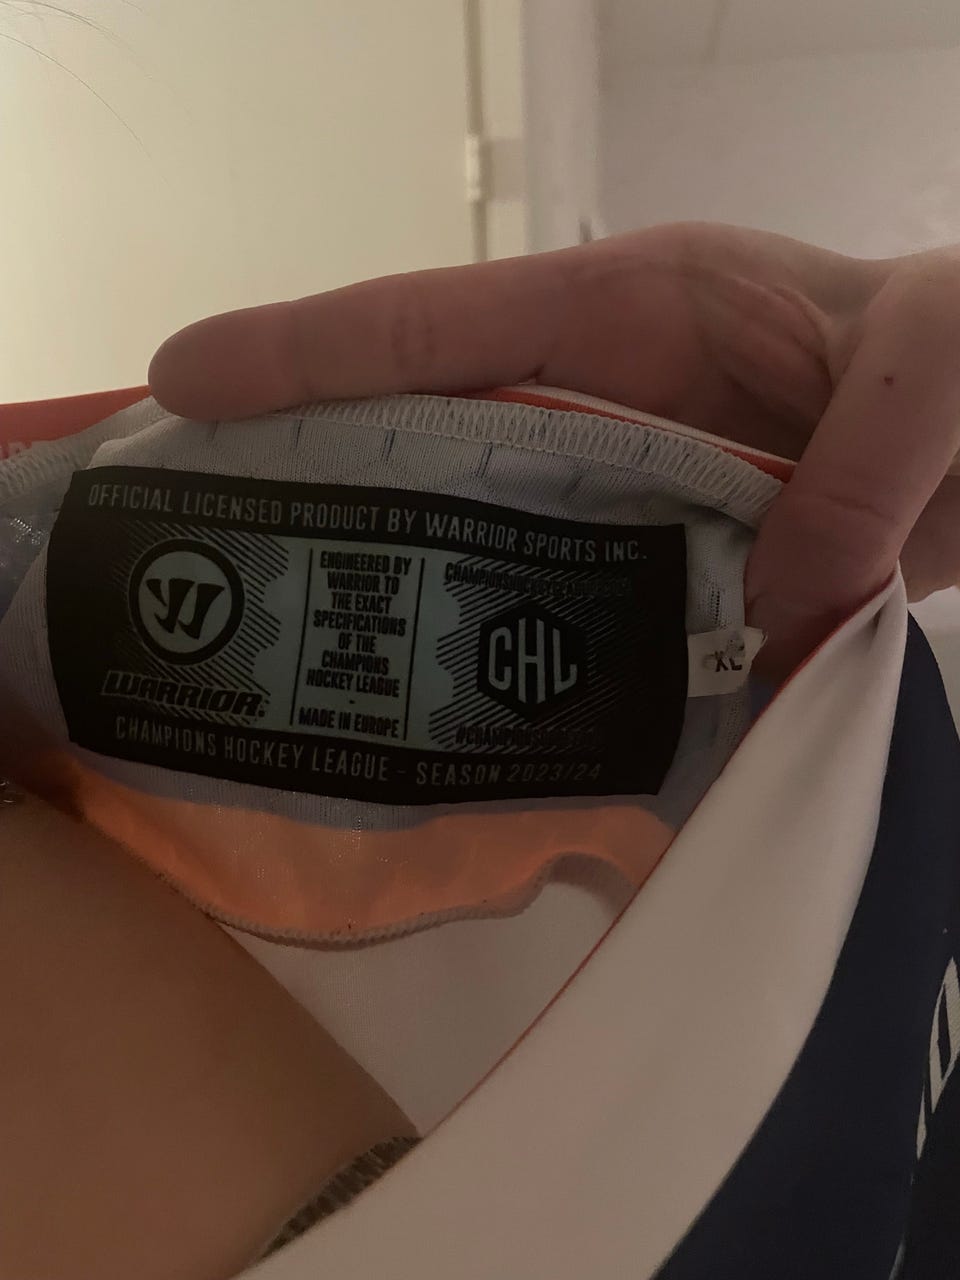 OFFICIAL LICENSED PRODUCT BY WARRIOR SPORTS INC.
WARRIOR
ENGINEERED BY
WARRIOR TO
THE EXACT
SPECIFICATIONS
OF THE
CHAMPIONS
HOCKEY LEAGUE
-
MADE IN EUROPE
CHL
CHAMPIONS HOCKEY LEAGUE - SEASON 2023/24
XL